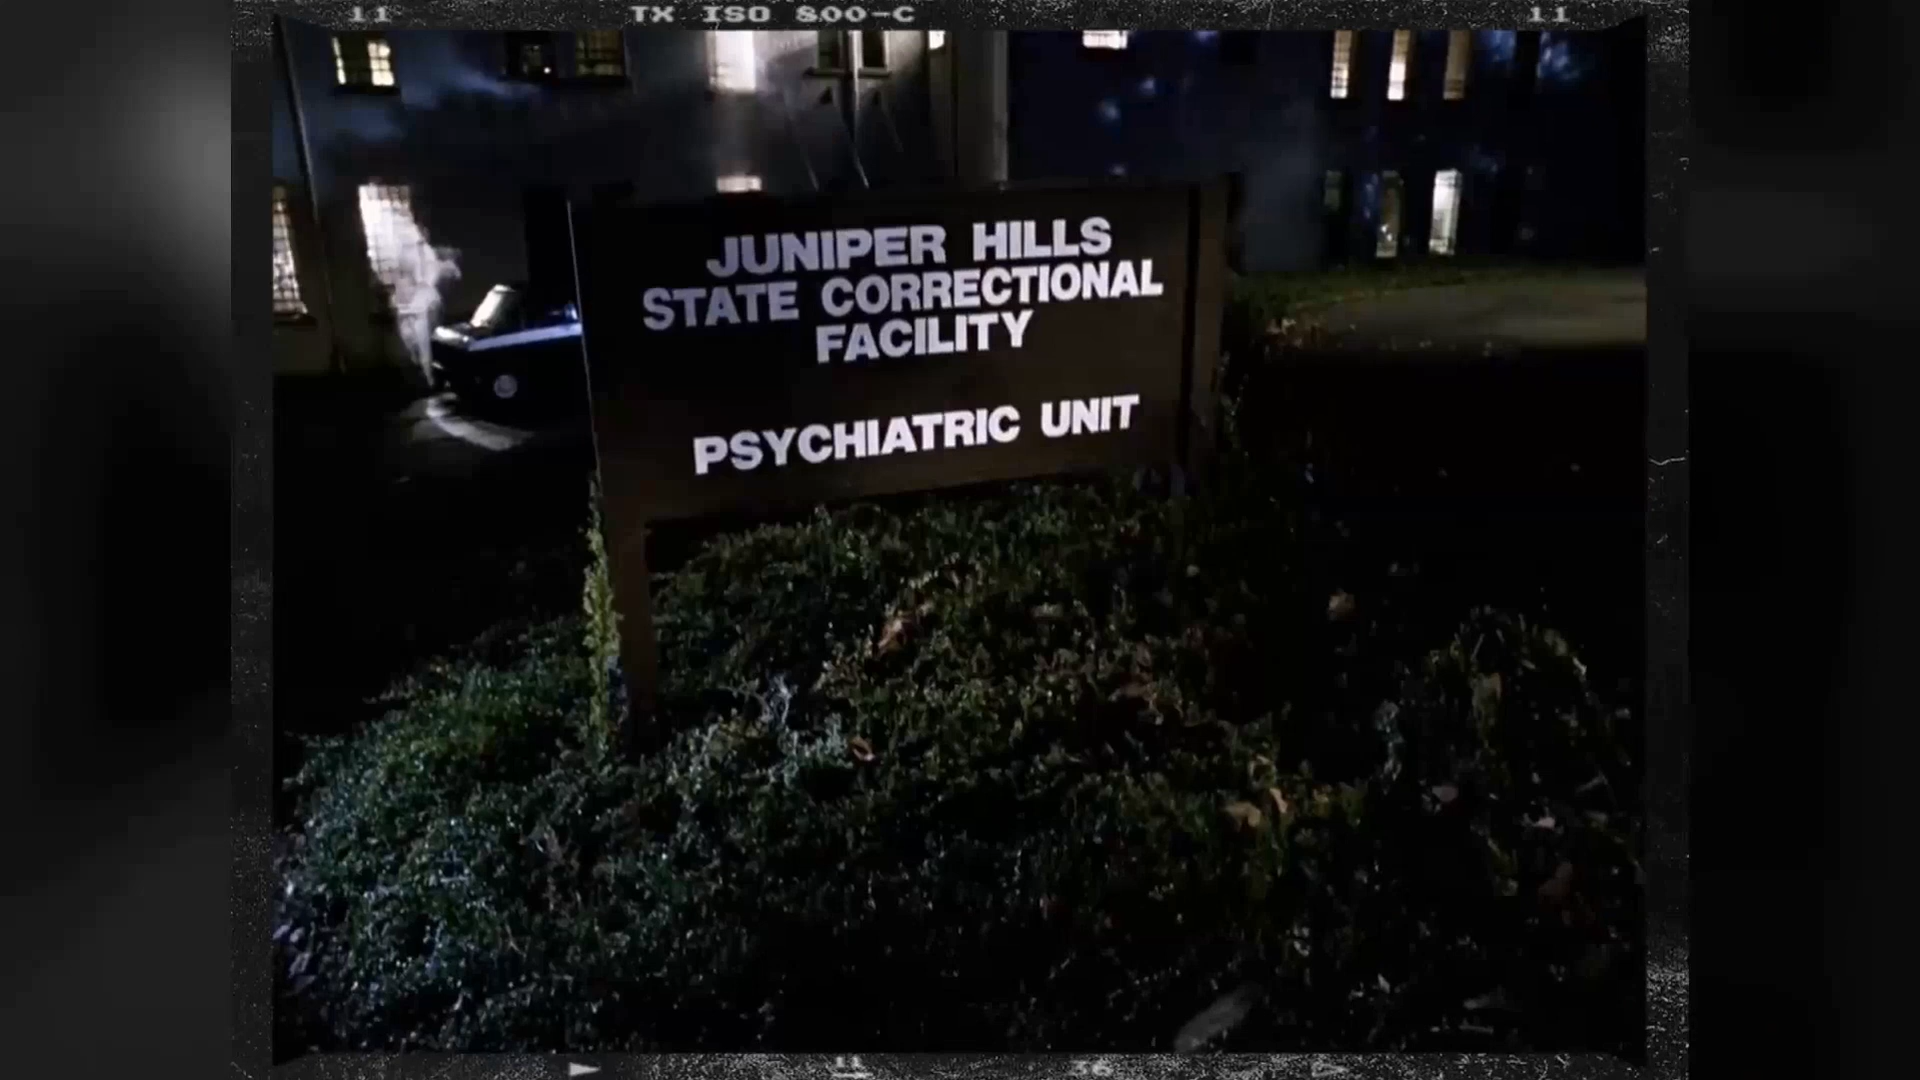 11 TX ISO 800-C 11
JUNIPER HILLS
STATE CORRECTIONAL
FACILITY
PSYCHIATRIC UNIT
11 36